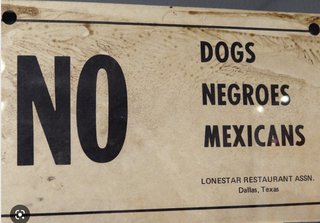 NO
DOGS
NEGROES
MEXICANS
LONESTAR RESTAURANT ASSN.
Dallas, Texas